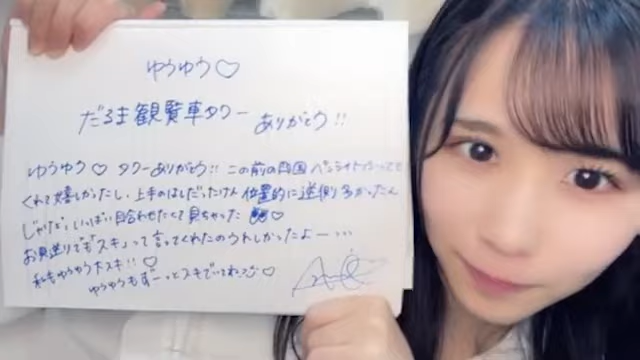 ゆうゆう♡
だるま観覧車タワー ありがとう!!
ゆうゆう♡ タワーありがとう!! この前の両国ペンライトでいってて
くれて嬉しかったし、上手のはしだったけん 位置的に逆側多かったん
じゃけど、いっぱい目合わせたくて見ちゃった♡
お見送りでも「スキ」って言ってくれたのうれしかったよー…
私もゆうゆう大スキ!!♡
ゆうゆうもずーっとスキでいてね♡